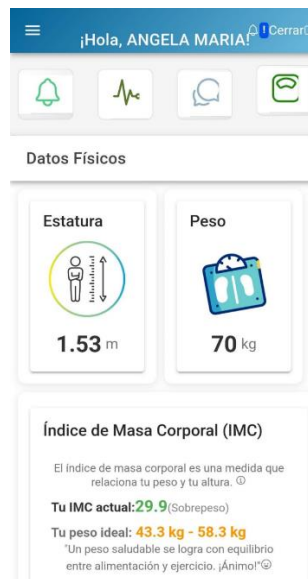 ¡Hola, ANGELA MARIA!
Cerrar
Datos Físicos
Estatura
Peso
1.53 m
70 kg
Índice de Masa
Corporal (IMC)
El índice de masa corporal es una medida que
relaciona tu peso y tu altura.
Tu IMC actual:29.9(Sobrepeso)
Tu peso ideal: 43.3 kg - 58.3 kg
"Un peso saludable se logra con equilibrio
entre alimentación y ejercicio. ¡Ánimo!"